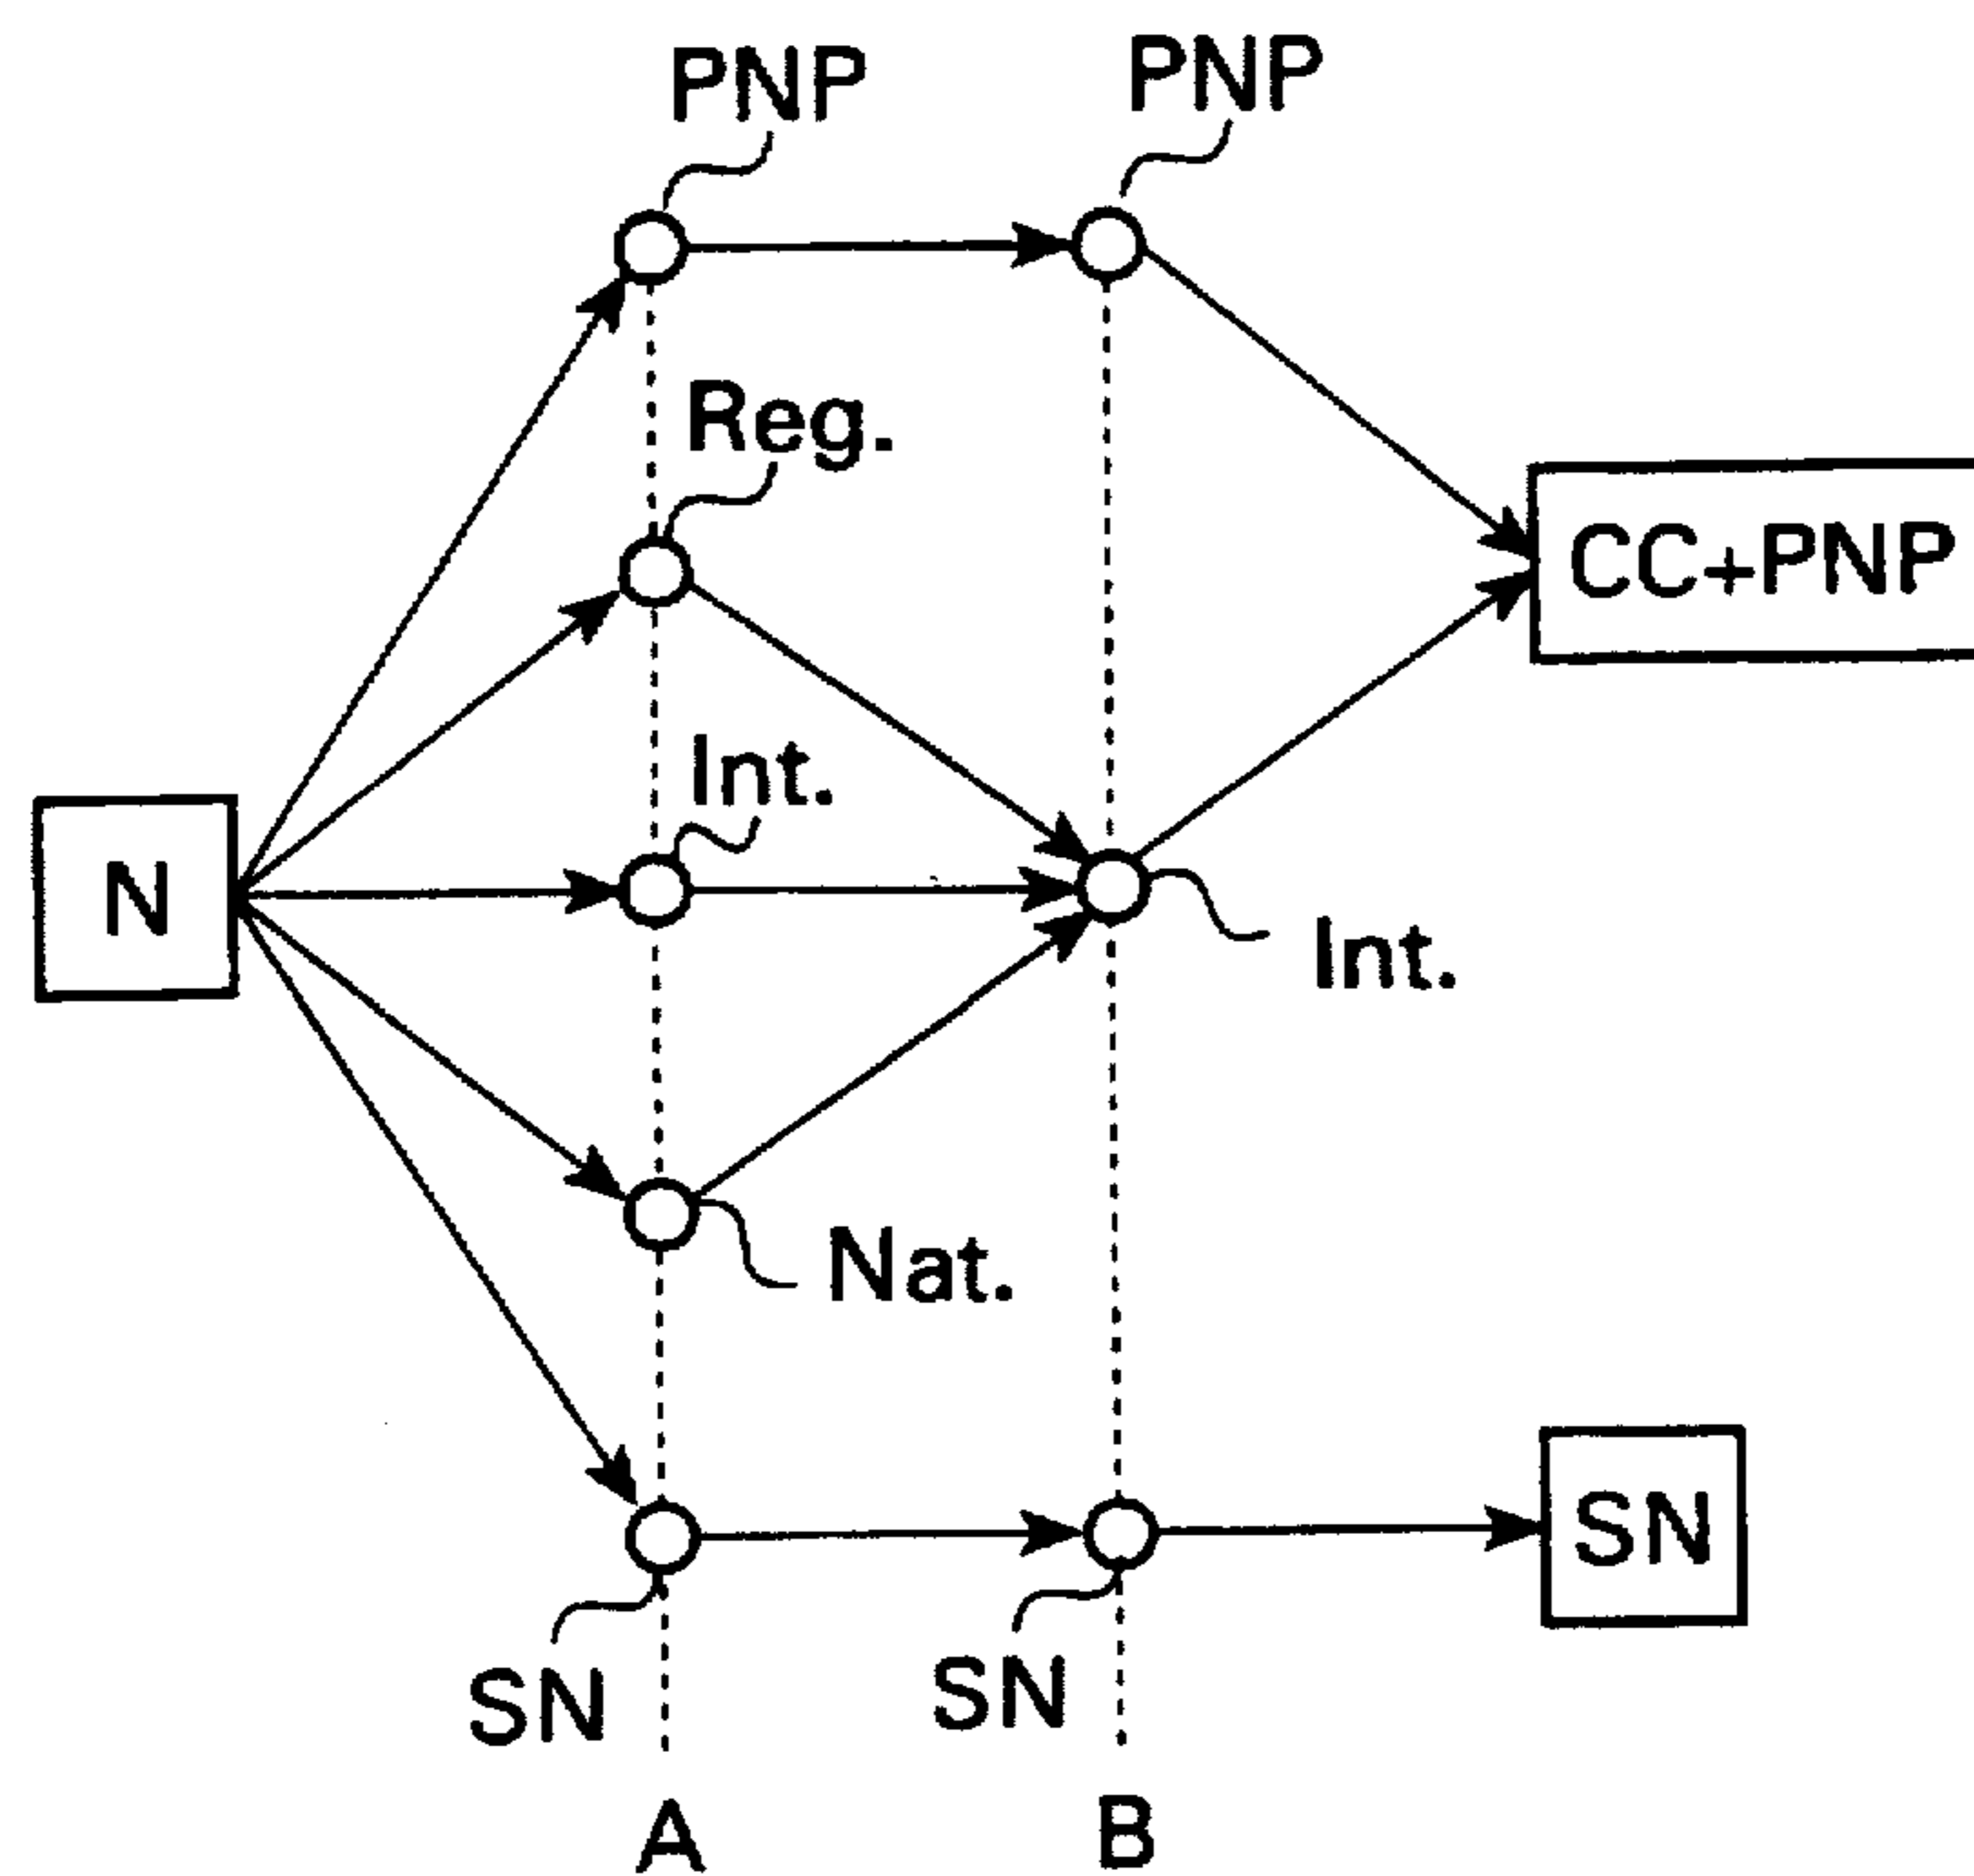 PNP PNP
Reg.
CC+PNP
Int.
N
Int.
Nat.
SN
SN SN
A B